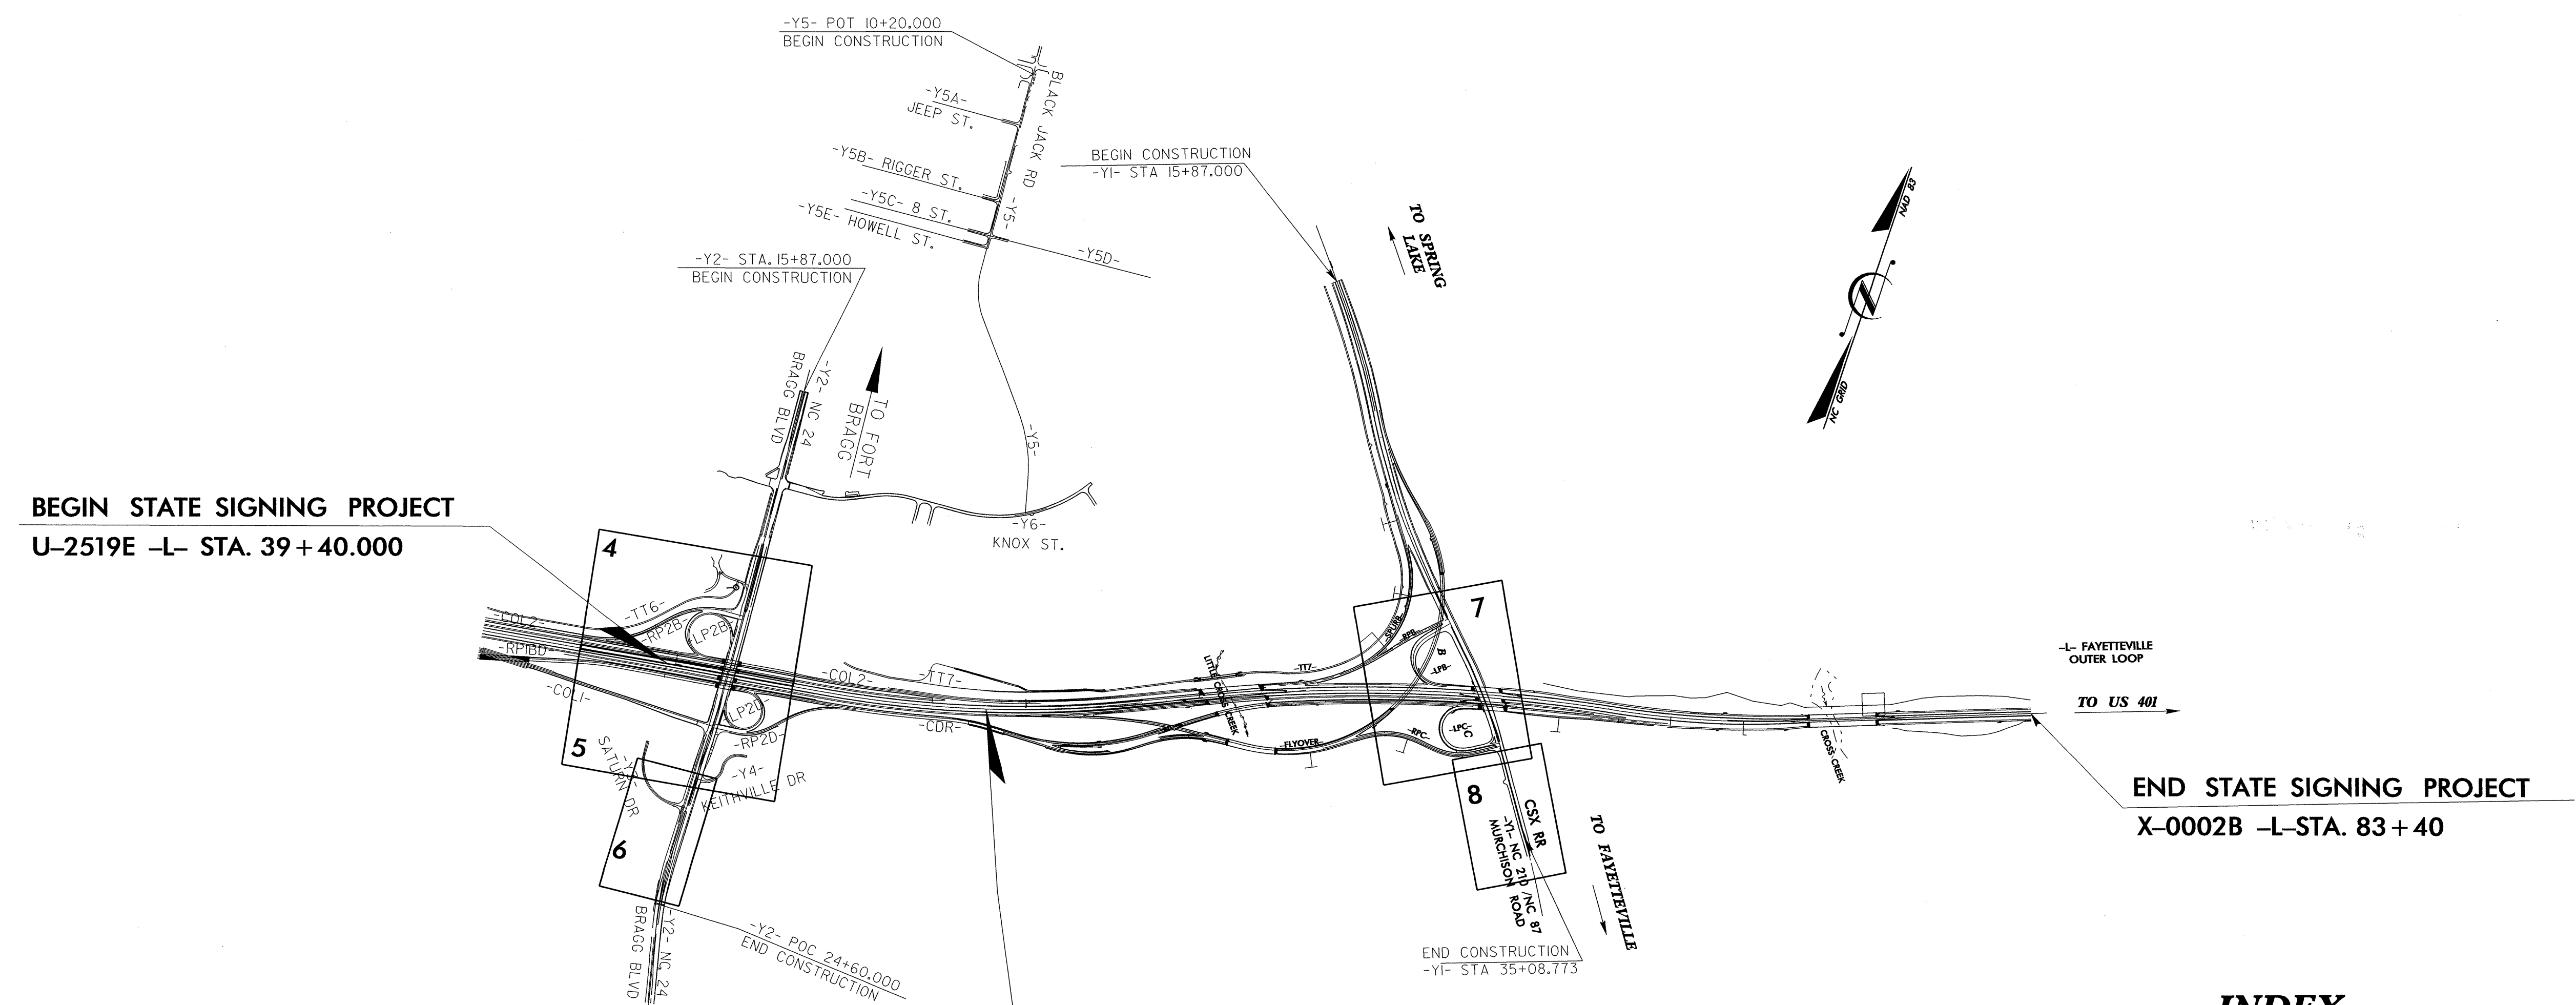 -Y5- POT 10+20.000
BEGIN CONSTRUCTION
-Y5A-
JEEP ST.
BLACK JACK RD
-Y5-
-Y5B- RIGGER ST.
-Y5C- 8 ST.
-Y5E- HOWELL ST.
-Y5D-
BEGIN CONSTRUCTION
-Y1- STA 15+87.000
TO SPRING
LAKE
NAD 83
NC GRID
-Y2- STA. 15+87.000
BEGIN CONSTRUCTION
-Y2- NC 24
BRAGG BLVD
TO FORT
BRAGG
-Y5-
-Y6-
KNOX ST.
BEGIN STATE SIGNING PROJECT
U-2519E -L- STA. 39+40.000
4
-TT6-
-COL2-
-RP2B-
-LP2B-
-RP1BD-
-COL1-
-COL2-
-TT7-
-LP2D-
-RP2D-
-CDR-
5
SATURN DR
-Y4-
KEITHVILLE DR
6
-Y2- NC 24
BRAGG BLVD
-Y2- POC 24+60.000
END CONSTRUCTION
LITTLE CROSS CREEK
-TT7-
-SPURB-
-RPB-
B
-LPB-
7
-FLYOVER-
-RPC-
-LPC-
C
8
CSX RR
-Y1- NC 210 /NC 87
MURCHISON ROAD
TO FAYETTEVILLE
END CONSTRUCTION
-Y1- STA 35+08.773
CROSS CREEK
-L- FAYETTEVILLE
OUTER LOOP
TO US 401
END STATE SIGNING PROJECT
X-0002B -L-STA. 83+40
INDEX